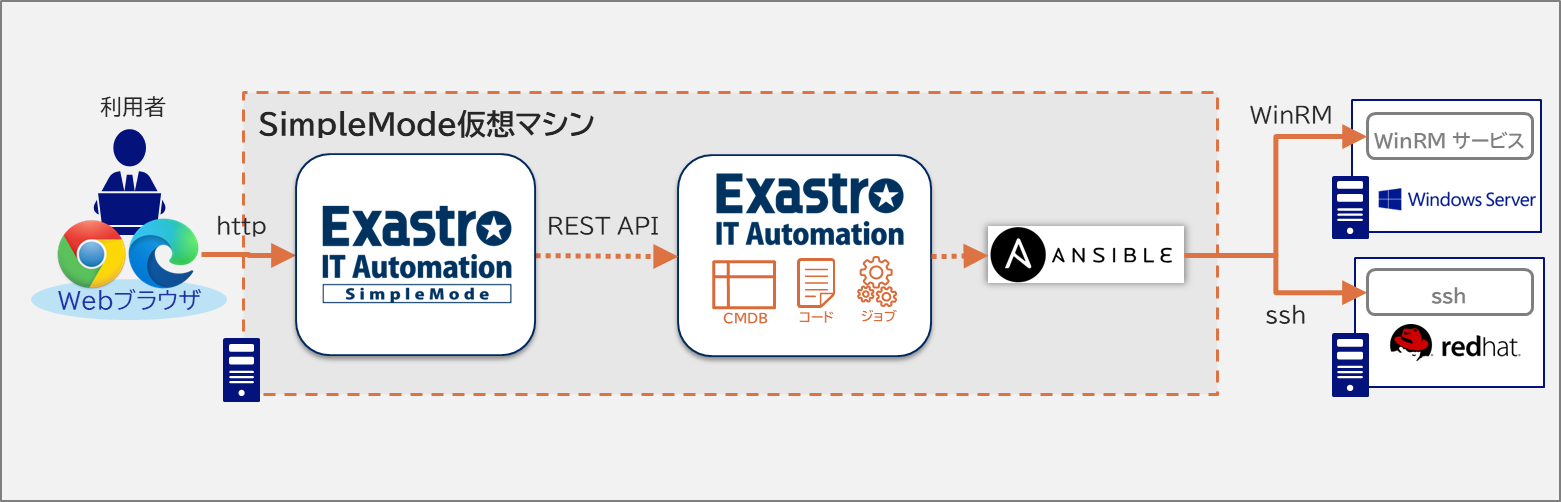 利用者
Webブラウザ
http
SimpleMode仮想マシン
Exastro
IT Automation
SimpleMode
REST API
Exastro
IT Automation
CMDB
コード
ジョブ
A ANSIBLE
WinRM
WinRM サービス
Windows Server
ssh
ssh
redhat.